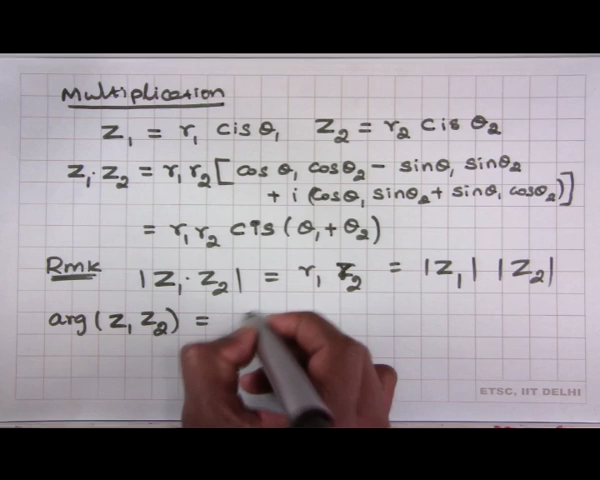 Multiplication
Z₁ = r₁ cis θ₁ Z₂ = r₂ cis θ₂
Z₁·Z₂ = r₁ r₂ [ cos θ₁ cos θ₂ − sin θ₁ sin θ₂
+ i (cos θ₁ sin θ₂ + sin θ₁ cos θ₂)]
= r₁ r₂ cis (θ₁ + θ₂)
Rmk |Z₁·Z₂| = r₁ r₂ = |Z₁| |Z₂|
arg (Z₁ Z₂) =
ETSC, IIT DELHI